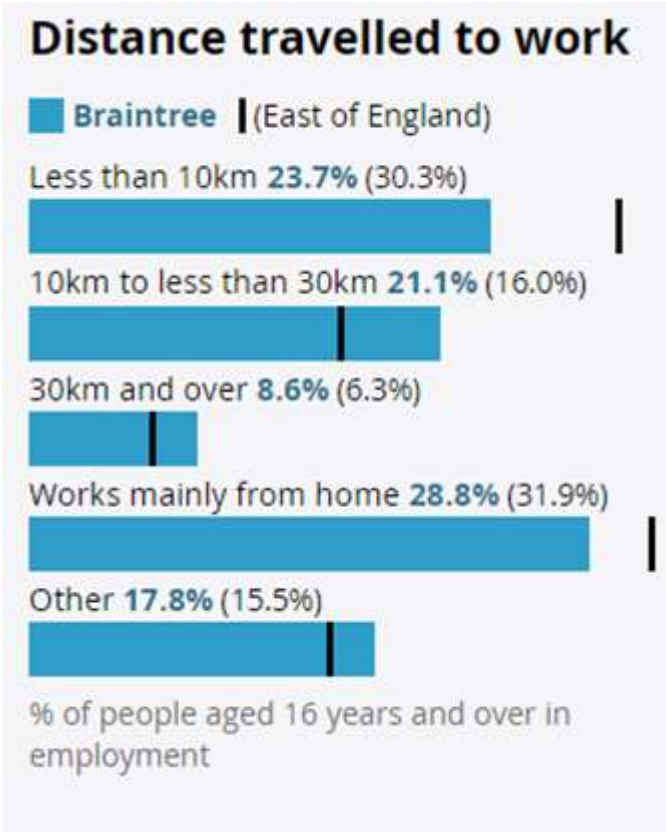 Distance travelled to work
Braintree (East of England)
Less than 10km 23.7% (30.3%)
10km to less than 30km 21.1% (16.0%)
30km and over 8.6% (6.3%)
Works mainly from home 28.8% (31.9%)
Other 17.8% (15.5%)
% of people aged 16 years and over in
employment